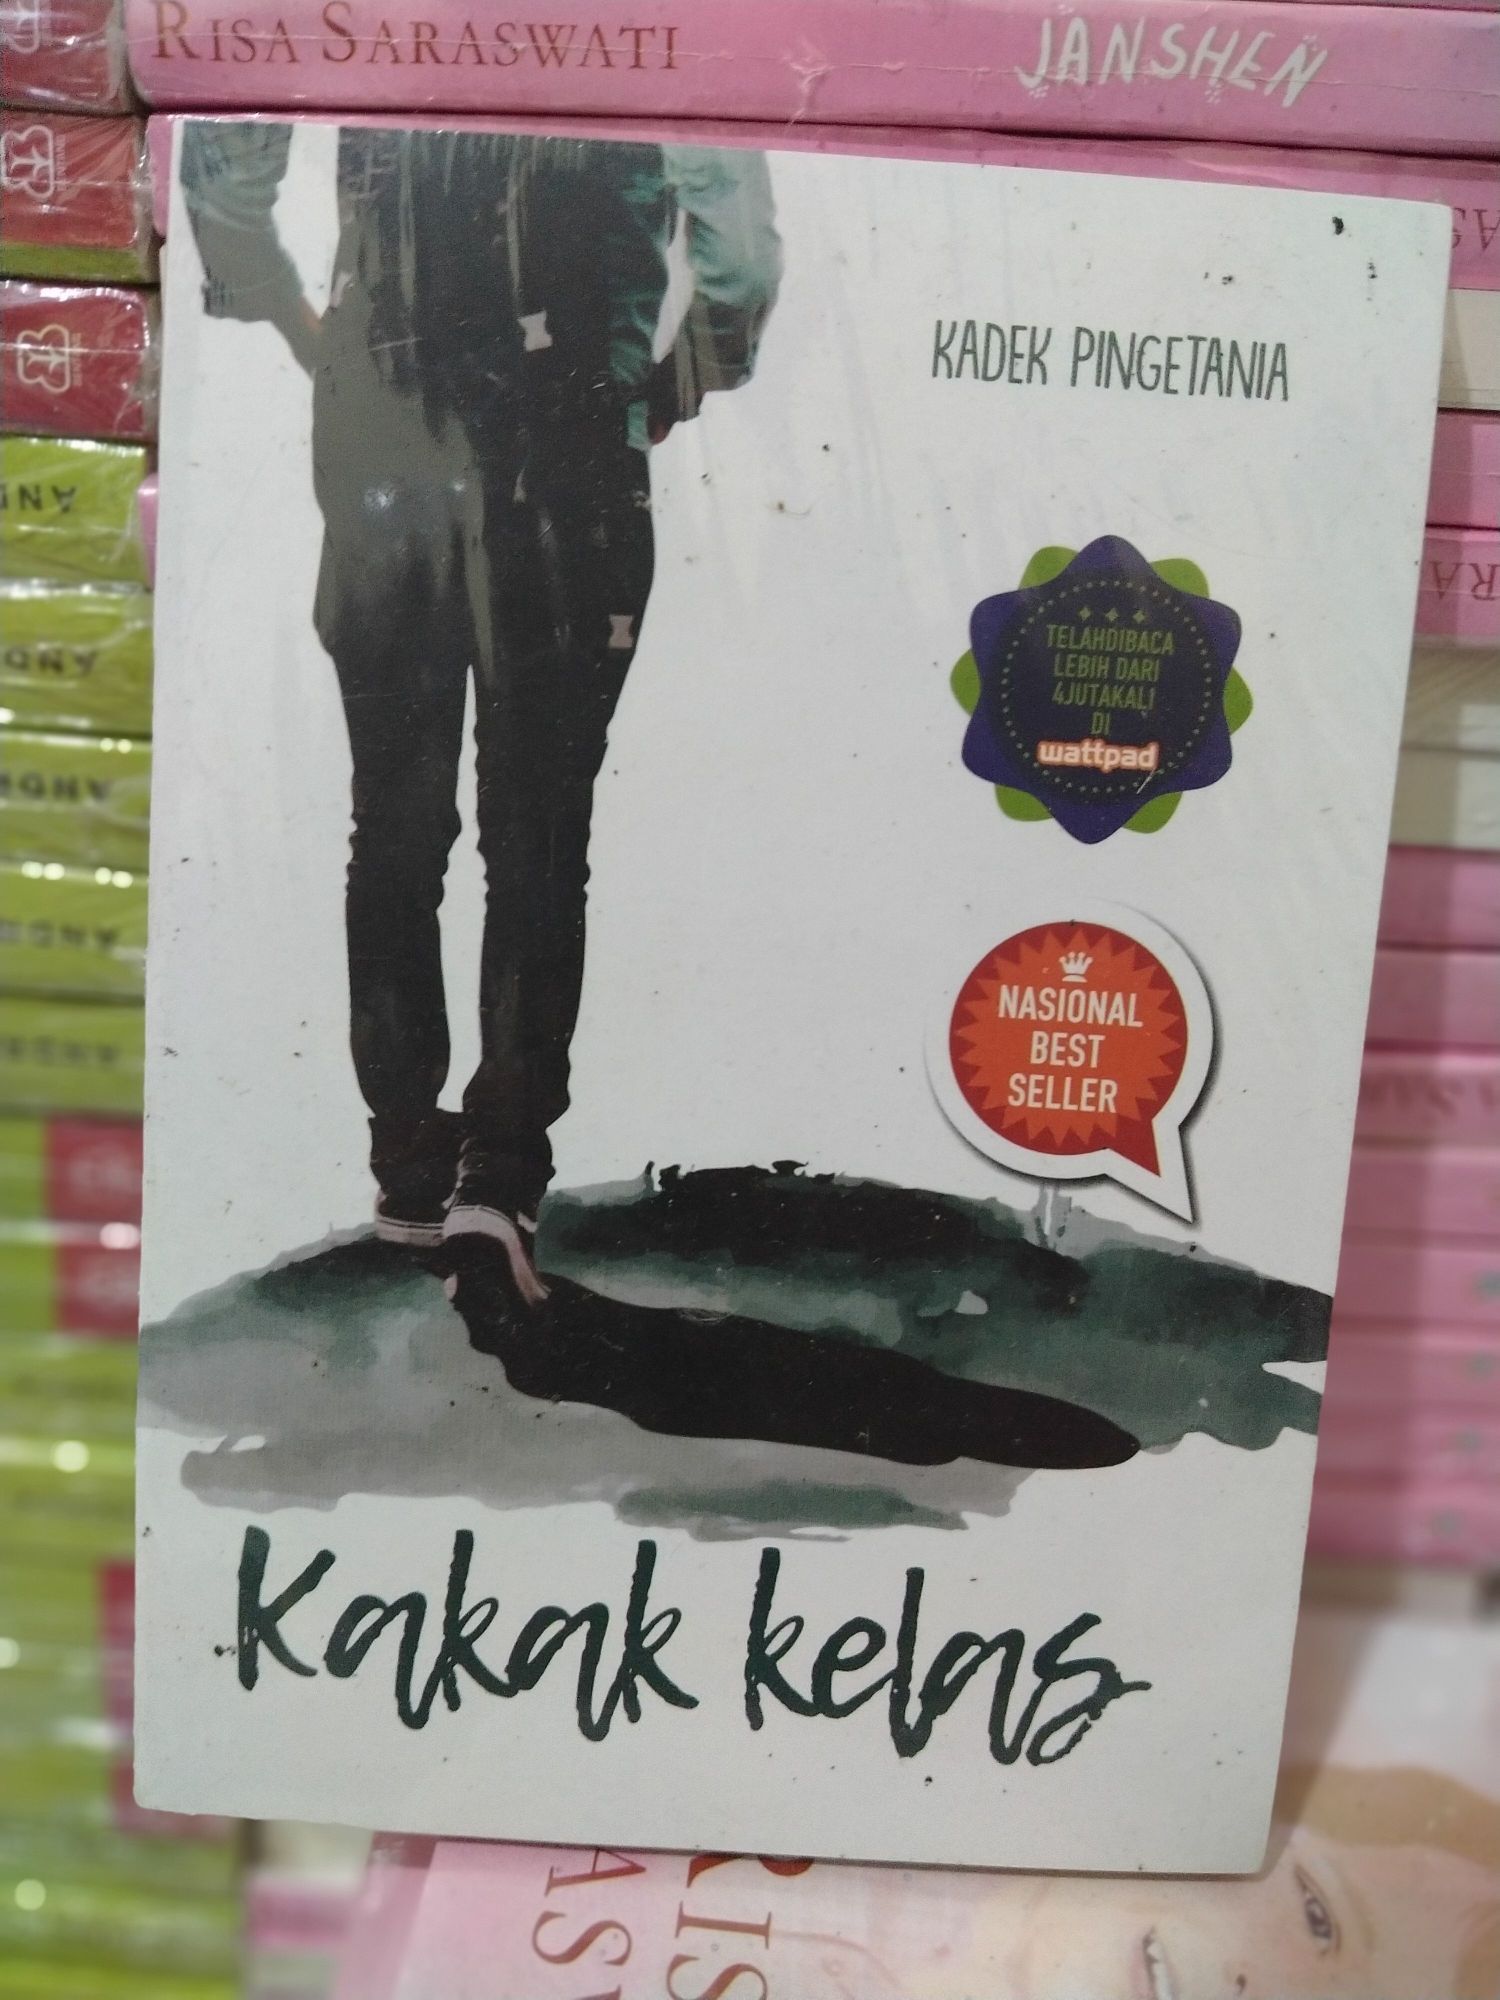 RISA SARASWATI
JANSHEN
KADEK PINGETANIA
TELAHDIBACA
LEBIH DARI
4JUTAKALI
DI
wattpad
NASIONAL
BEST
SELLER
Kakak kelas